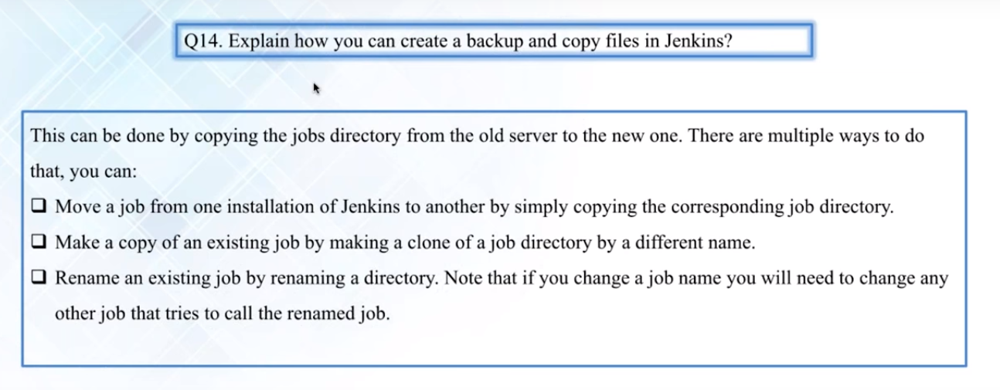 Q14. Explain how you can create a backup and copy files in Jenkins?
This can be done by copying the jobs directory from the old server to the new one. There are multiple ways to do
that, you can:
❑ Move a job from one installation of Jenkins to another by simply copying the corresponding job directory.
❑ Make a copy of an existing job by making a clone of a job directory by a different name.
❑ Rename an existing job by renaming a directory. Note that if you change a job name you will need to change any
other job that tries to call the renamed job.